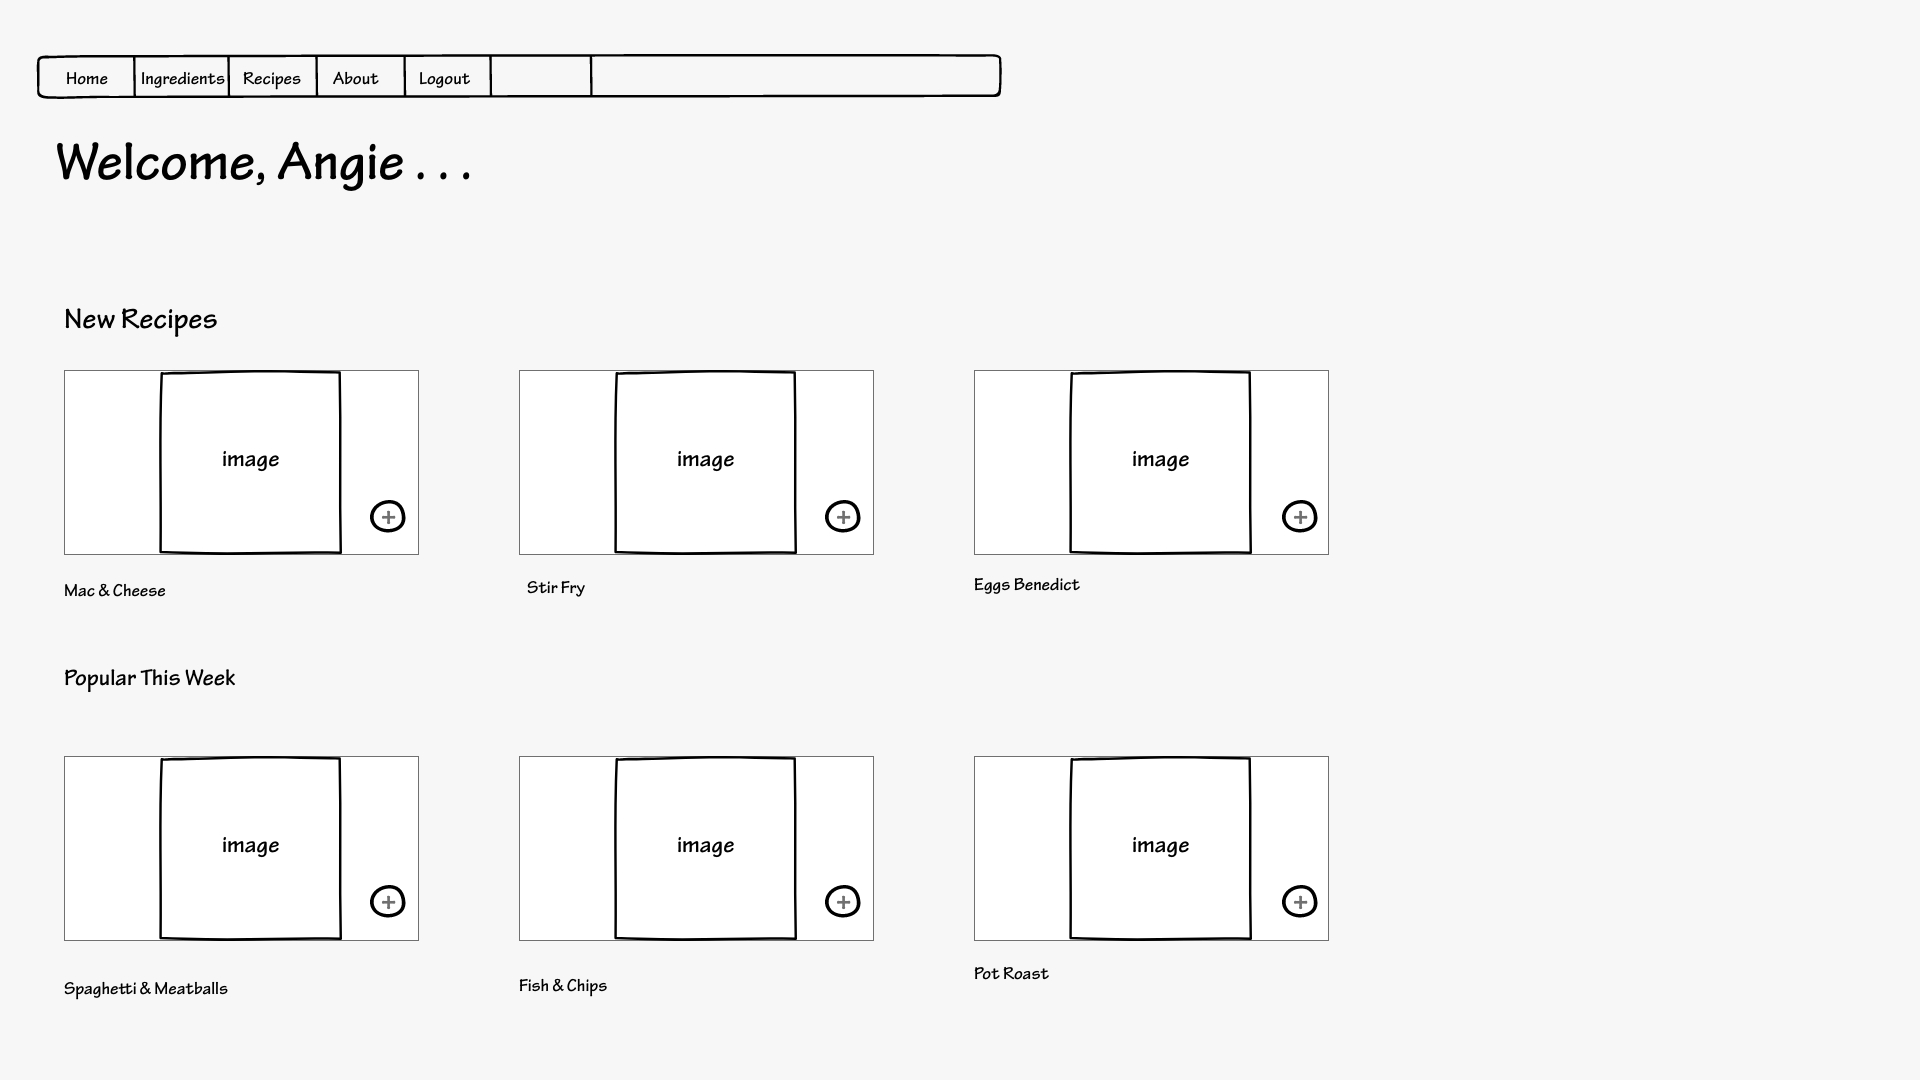 Home Ingredients Recipes About Logout
Welcome, Angie . . .
New Recipes
image image image
+ + +
Mac & Cheese Stir Fry Eggs Benedict
Popular This Week
image image image
+ + +
Spaghetti & Meatballs Fish & Chips Pot Roast